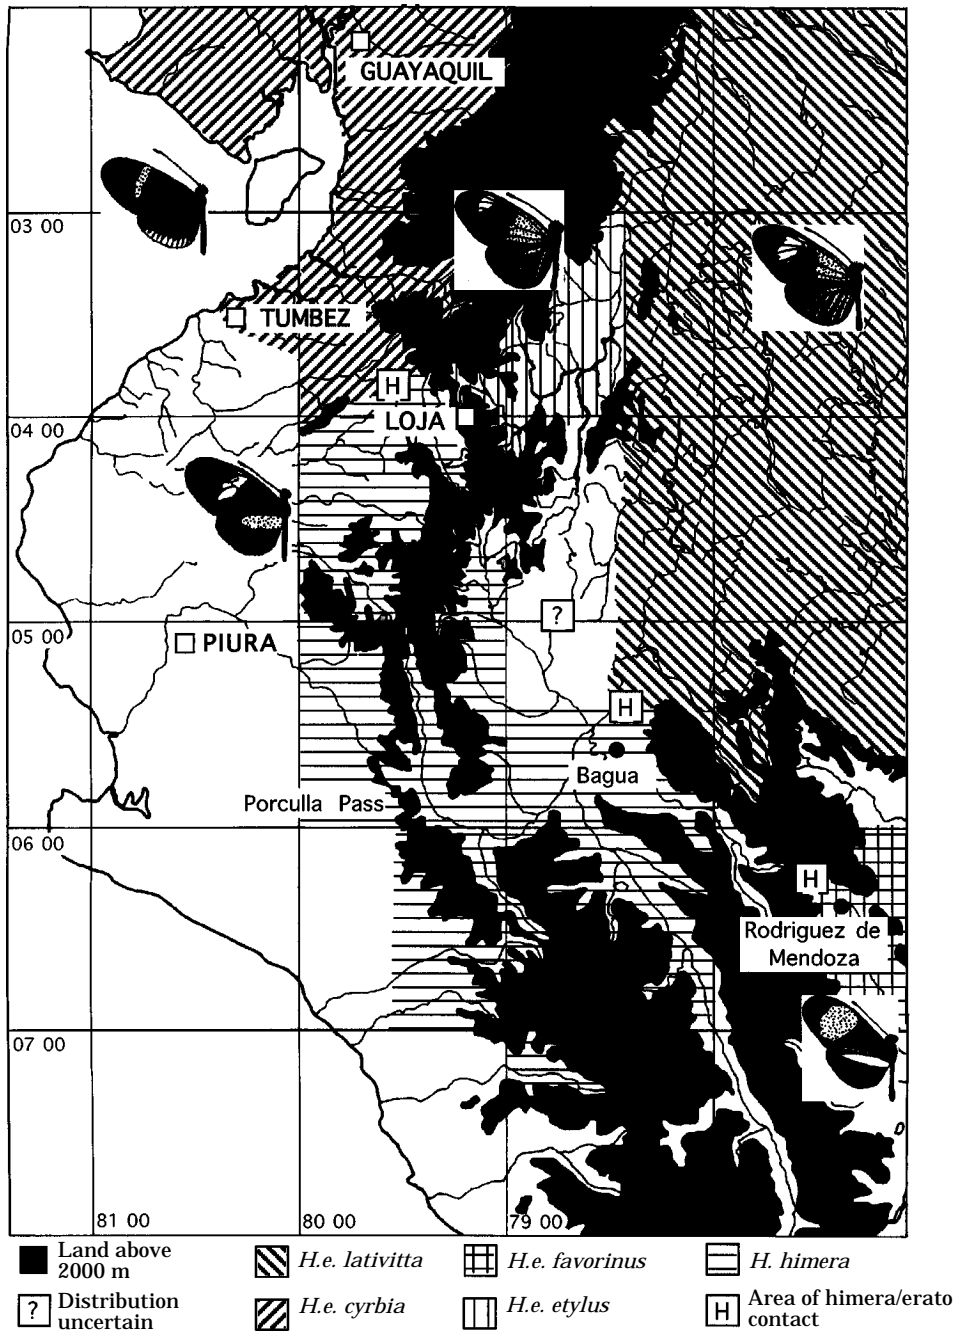 GUAYAQUIL
03 00
TUMBEZ
H
LOJA
04 00
?
05 00
PIURA
H
Bagua
Porculla Pass
06 00
H
Rodriguez de
Mendoza
07 00
81 00
80 00
79 00
Land above
2000 m
H.e. lativitta
H.e. favorinus
H. himera
? Distribution
uncertain
H.e. cyrbia
H.e. etylus
H Area of himera/erato
contact